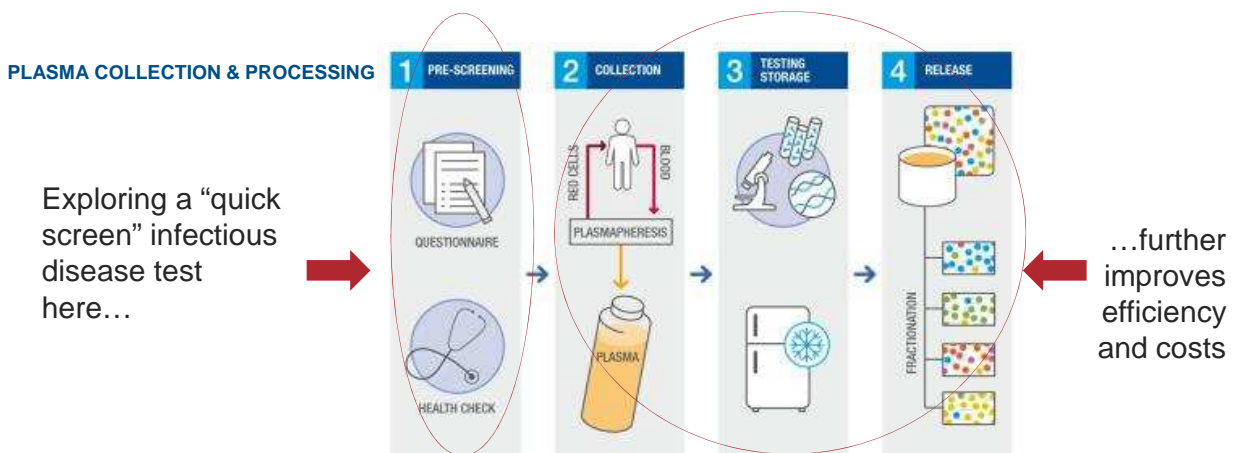 PLASMA COLLECTION & PROCESSING
1 PRE-SCREENING
2 COLLECTION
3 TESTING
STORAGE
4 RELEASE
Exploring a “quick
screen” infectious
disease test
here…
QUESTIONNAIRE
HEALTH CHECK
RED CELLS
BLOOD
PLASMAPHERESIS
PLASMA
FRACTIONATION
…further
improves
efficiency
and costs